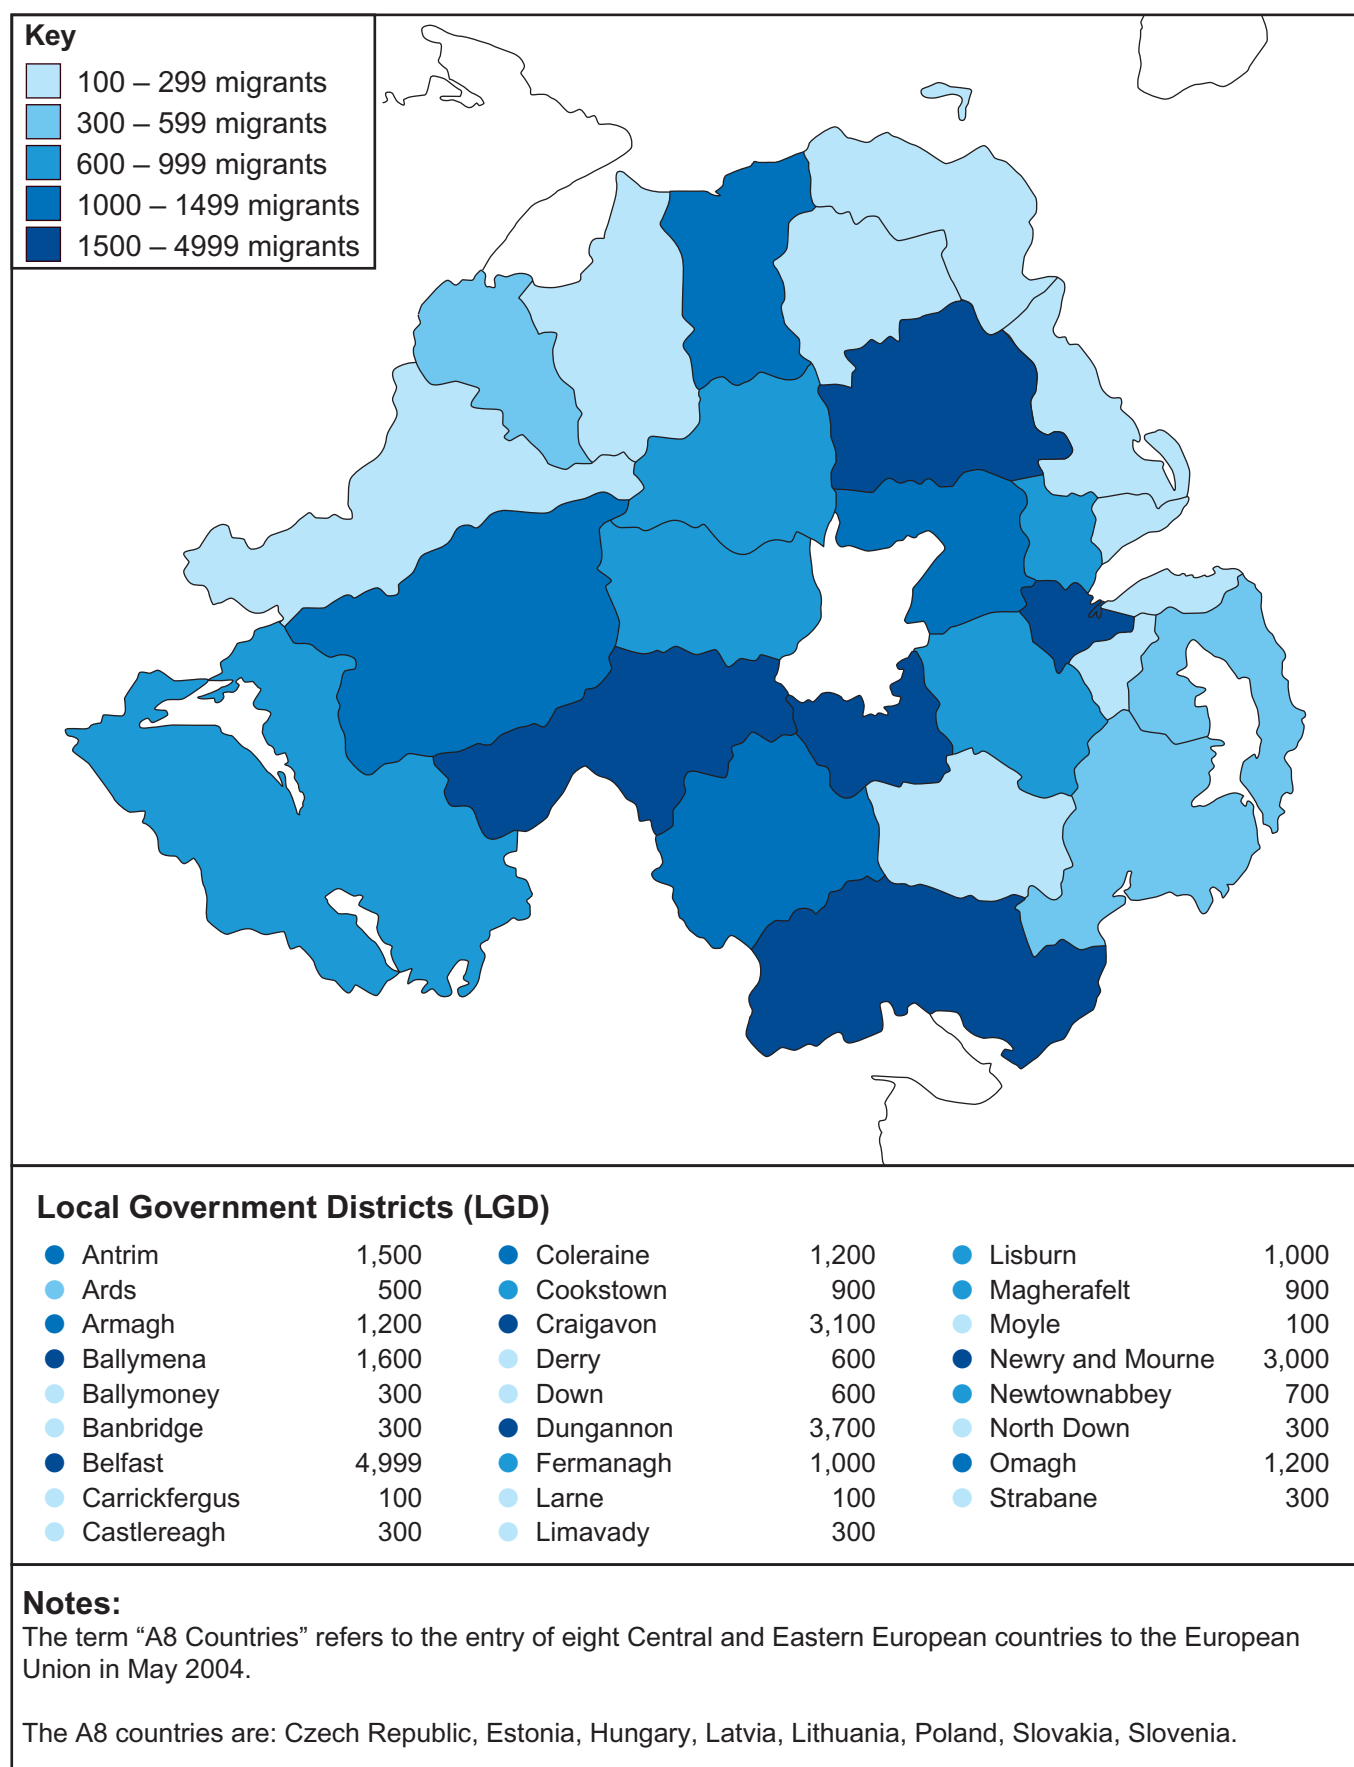 Key
100 – 299 migrants
300 – 599 migrants
600 – 999 migrants
1000 – 1499 migrants
1500 – 4999 migrants
Local Government Districts (LGD)
Antrim 1,500
Ards 500
Armagh 1,200
Ballymena 1,600
Ballymoney 300
Banbridge 300
Belfast 4,999
Carrickfergus 100
Castlereagh 300
Coleraine 1,200
Cookstown 900
Craigavon 3,100
Derry 600
Down 600
Dungannon 3,700
Fermanagh 1,000
Larne 100
Limavady 300
Lisburn 1,000
Magherafelt 900
Moyle 100
Newry and Mourne 3,000
Newtownabbey 700
North Down 300
Omagh 1,200
Strabane 300
Notes:
The term “A8 Countries” refers to the entry of eight Central and Eastern European countries to the European
Union in May 2004.
The A8 countries are: Czech Republic, Estonia, Hungary, Latvia, Lithuania, Poland, Slovakia, Slovenia.